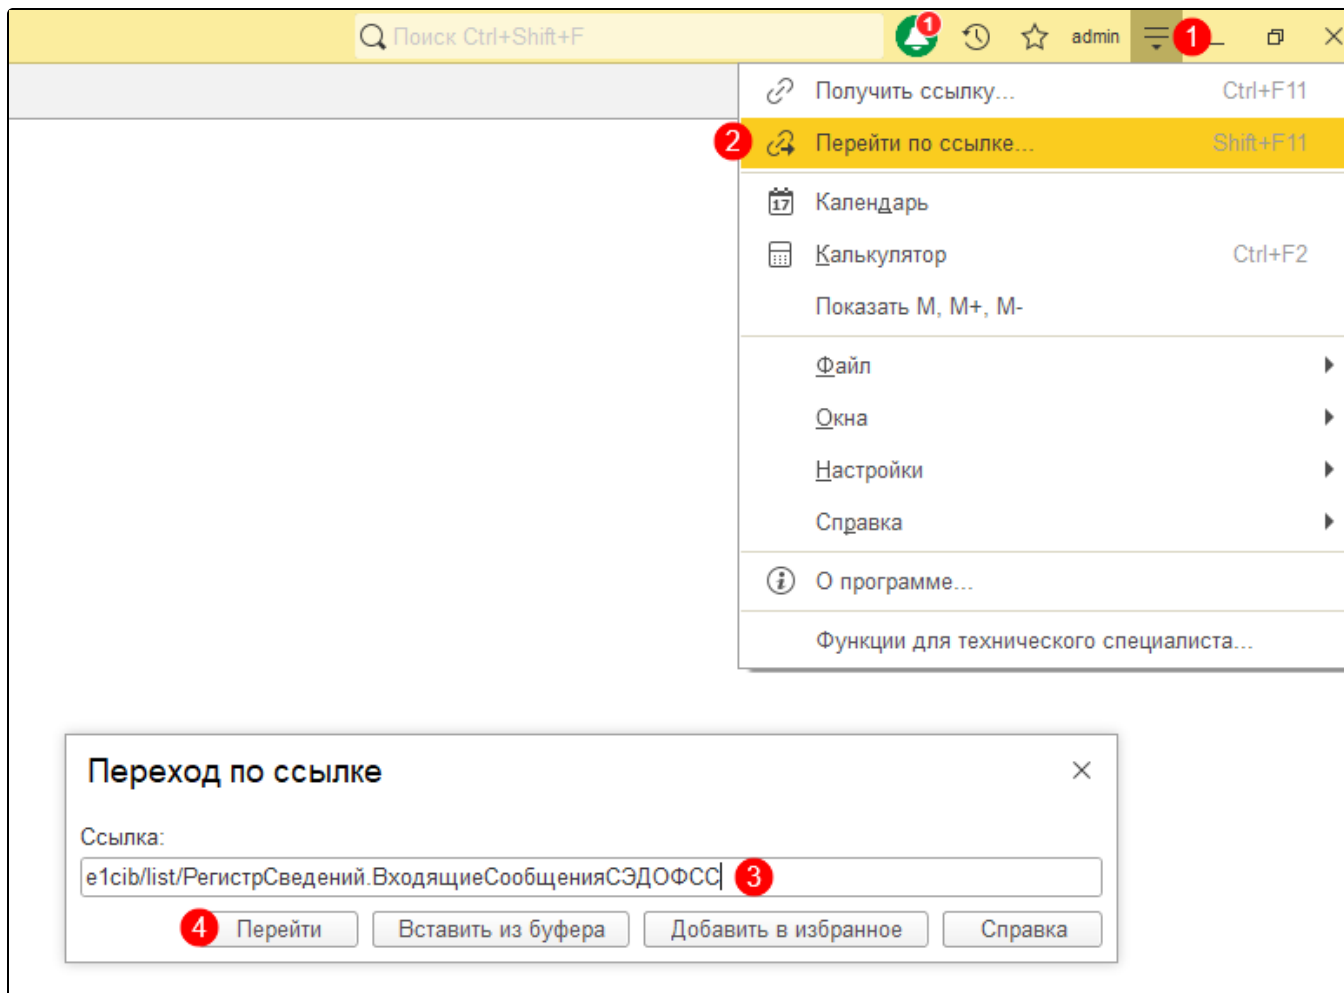 Поиск Ctrl+Shift+F
1
admin
1
Получить ссылку... Ctrl+F11
2 Перейти по ссылке... Shift+F11
17 Календарь
Калькулятор Ctrl+F2
Показать M, M+, M-
Файл
Окна
Настройки
Справка
О программе...
Функции для технического специалиста...
Переход по ссылке
Ссылка:
e1cib/list/РегистрСведений.ВходящиеСообщенияСЭДОФСС 3
4 Перейти Вставить из буфера Добавить в избранное Справка